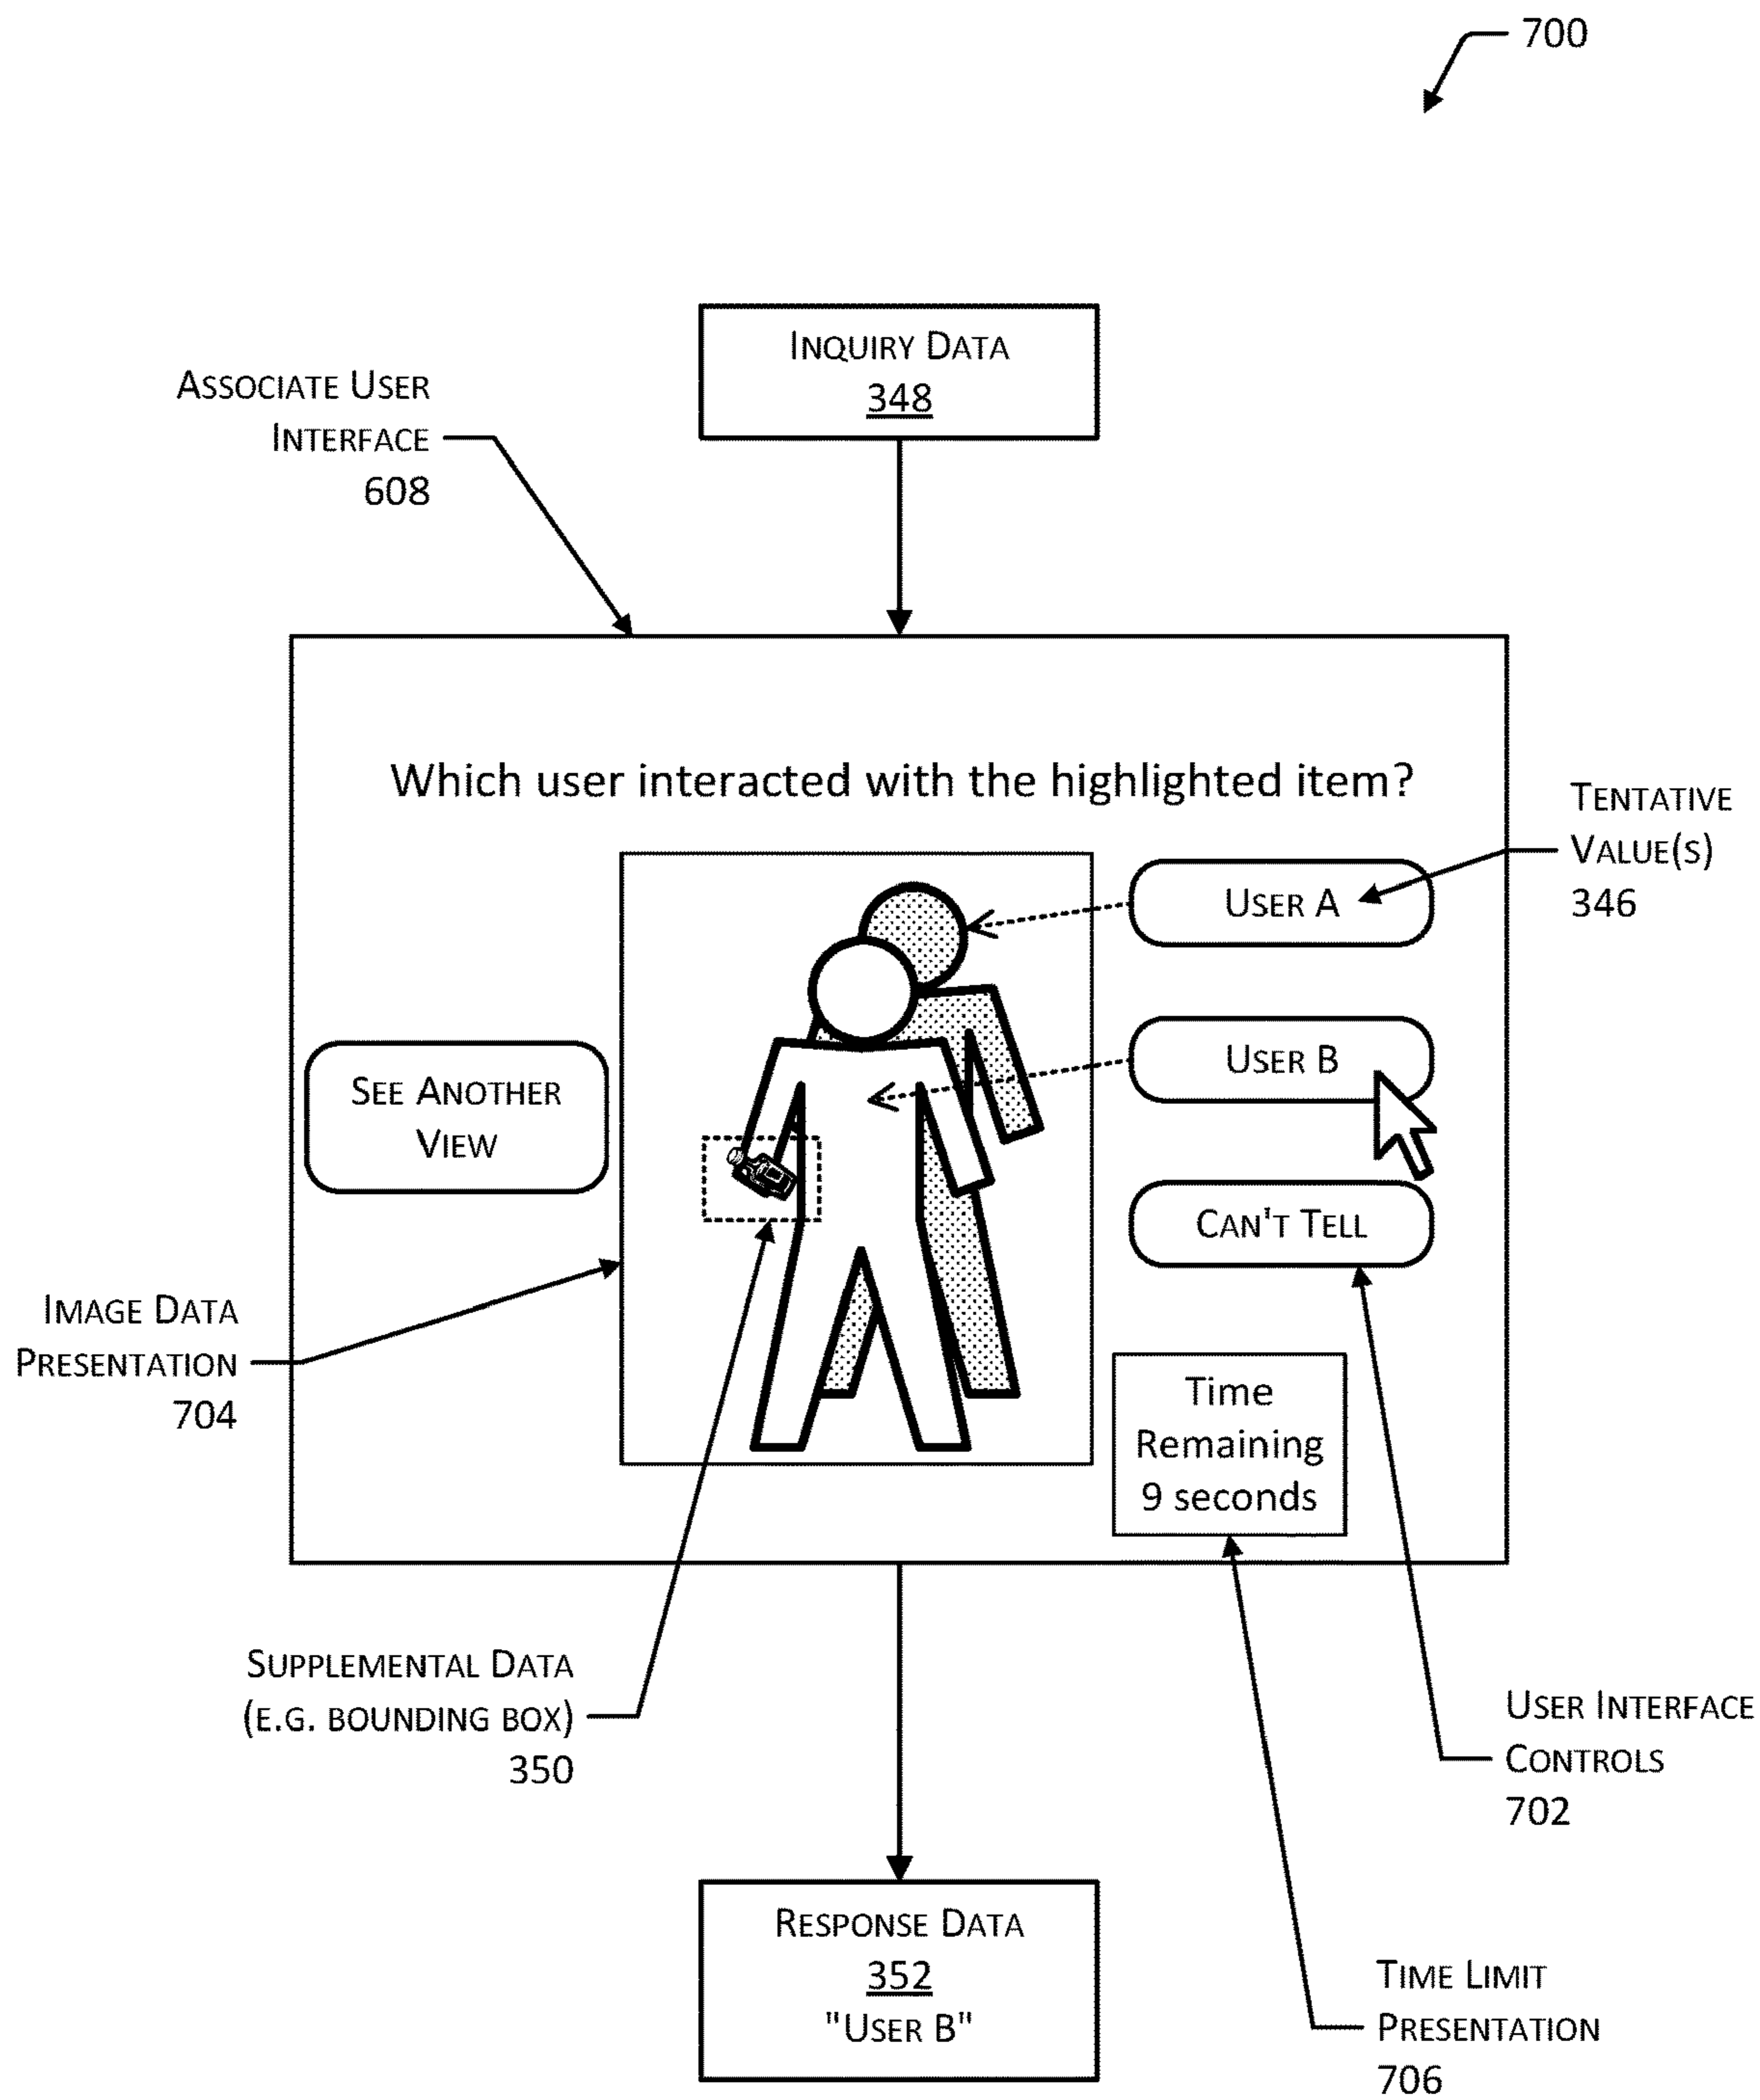 700
INQUIRY DATA
348
ASSOCIATE USER
INTERFACE
608
Which user interacted with the highlighted item?
TENTATIVE
VALUE(S)
346
USER A
USER B
SEE ANOTHER
VIEW
CAN'T TELL
IMAGE DATA
PRESENTATION
704
Time
Remaining
9 seconds
SUPPLEMENTAL DATA
(E.G. BOUNDING BOX)
350
USER INTERFACE
CONTROLS
702
RESPONSE DATA
352
"USER B"
TIME LIMIT
PRESENTATION
706